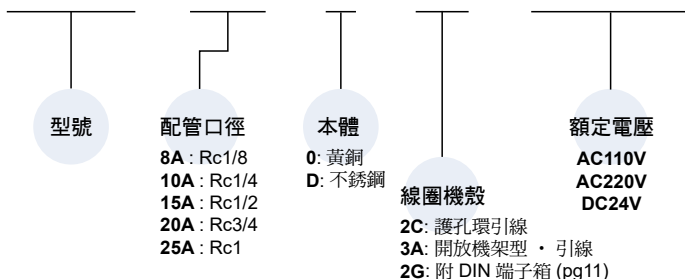 型號
配管口徑
8A : Rc1/8
10A : Rc1/4
15A : Rc1/2
20A : Rc3/4
25A : Rc1
本體
0: 黃銅
D: 不銹鋼
線圈機殼
2C: 護孔環引線
3A: 開放機架型 · 引線
2G: 附 DIN 端子箱 (pg11)
額定電壓
AC110V
AC220V
DC24V